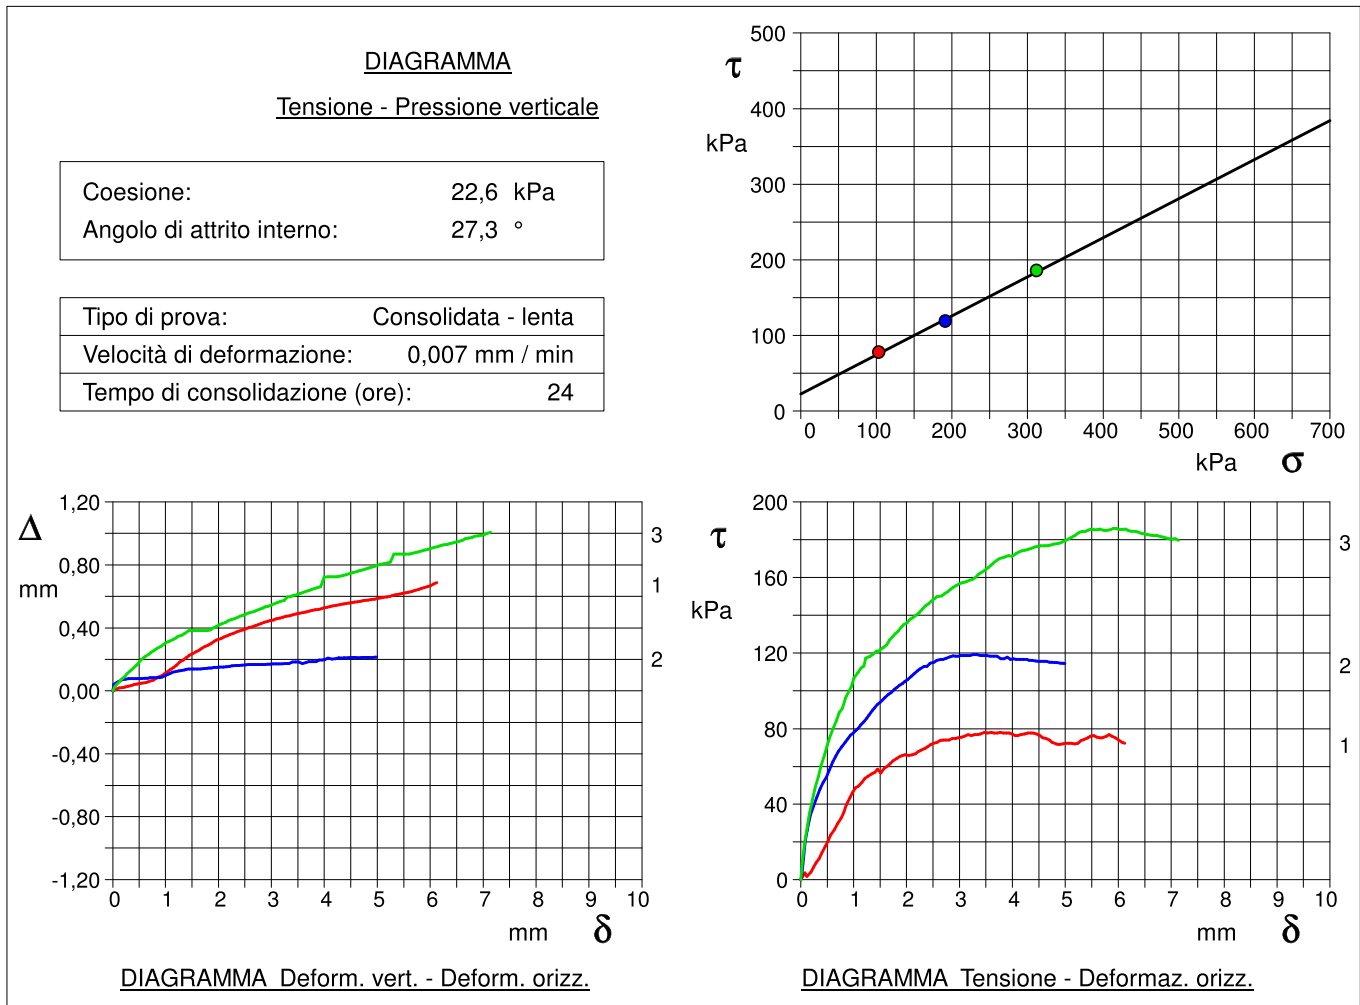 DIAGRAMMA
Tensione - Pressione verticale
Coesione: 22,6 kPa
Angolo di attrito interno: 27,3 °
Tipo di prova: Consolidata - lenta
Velocità di deformazione: 0,007 mm / min
Tempo di consolidazione (ore): 24
500
τ
400
kPa
300
200
100
0
0 100 200 300 400 500 600 700
kPa σ
1,20
Δ
0,80
mm
0,40
0,00
-0,40
-0,80
-1,20
3
1
2
0 1 2 3 4 5 6 7 8 9 10
mm δ
DIAGRAMMA Deform. vert. - Deform. orizz.
200
τ
160
kPa
120
80
40
0
3
2
1
0 1 2 3 4 5 6 7 8 9 10
mm δ
DIAGRAMMA Tensione - Deformaz. orizz.